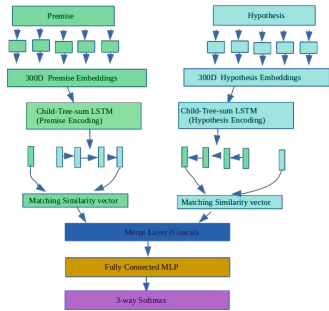 Premise
Hypothesis
300D Premise Embeddings
300D Hypothesis Embeddings
Child-Tree-sum LSTM
(Premise Encoding)
Child-Tree-sum LSTM
(Hypothesis Encoding)
Matching Similarity vector
Matching Similarity vector
Merge Layer (Concat)
Fully Connected MLP
3-way Softmax